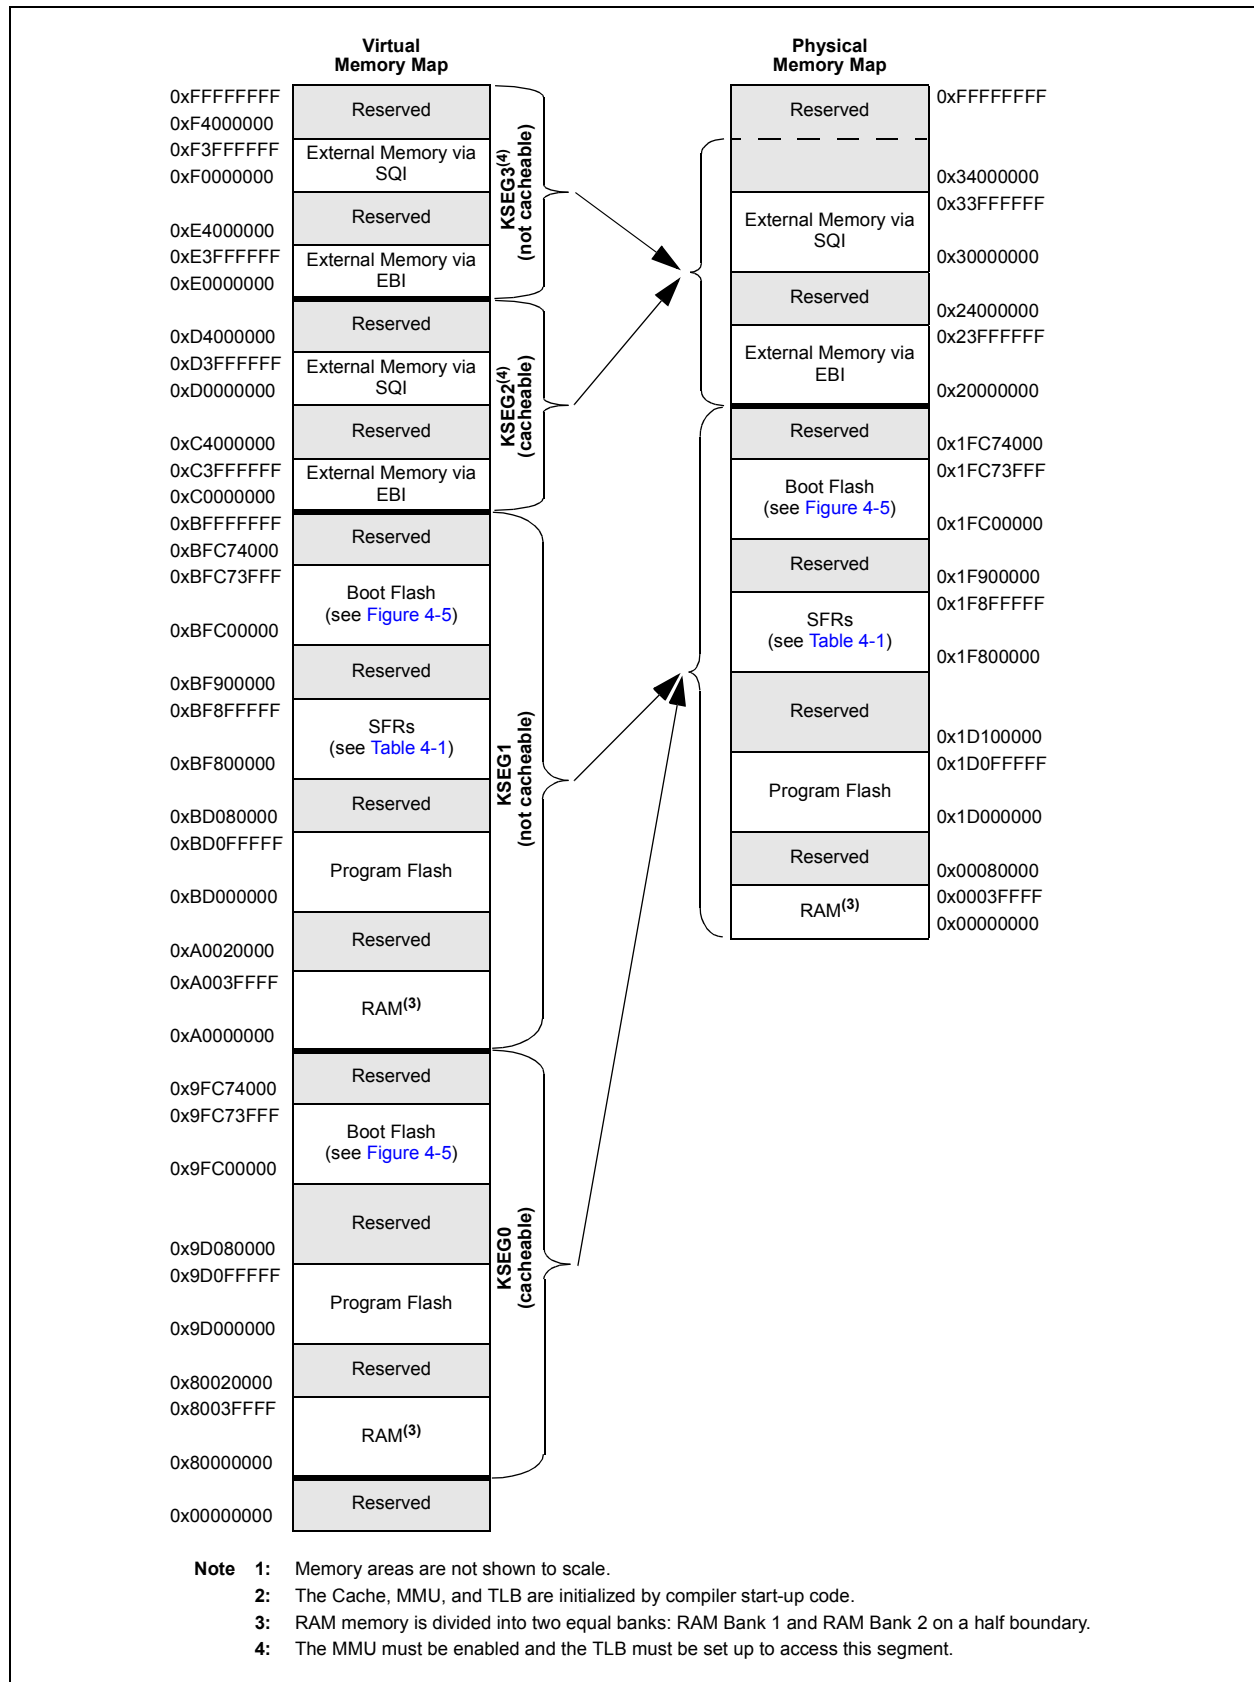 Virtual
Memory Map
0xFFFFFFFF
Reserved
0xF4000000
0xF3FFFFFF
External Memory via
SQI
0xF0000000
Reserved
0xE4000000
0xE3FFFFFF
External Memory via
EBI
0xE0000000
KSEG3(4)
(not cacheable)
Reserved
0xD4000000
0xD3FFFFFF
External Memory via
SQI
0xD0000000
Reserved
0xC4000000
0xC3FFFFFF
External Memory via
EBI
0xC0000000
KSEG2(4)
(cacheable)
0xBFFFFFFF
Reserved
0xBFC74000
0xBFC73FFF
Boot Flash
(see Figure 4-5)
0xBFC00000
Reserved
0xBF900000
0xBF8FFFFF
SFRs
(see Table 4-1)
0xBF800000
Reserved
0xBD080000
0xBD0FFFFF
Program Flash
0xBD000000
Reserved
0xA0020000
0xA003FFFF
RAM(3)
0xA0000000
KSEG1
(not cacheable)
Reserved
0x9FC74000
0x9FC73FFF
Boot Flash
(see Figure 4-5)
0x9FC00000
Reserved
0x9D080000
0x9D0FFFFF
Program Flash
0x9D000000
Reserved
0x80020000
0x8003FFFF
RAM(3)
0x80000000
KSEG0
(cacheable)
Reserved
0x00000000
Physical
Memory Map
0xFFFFFFFF
Reserved
0x34000000
0x33FFFFFF
External Memory via
SQI
0x30000000
Reserved
0x24000000
0x23FFFFFF
External Memory via
EBI
0x20000000
Reserved
0x1FC74000
0x1FC73FFF
Boot Flash
(see Figure 4-5)
0x1FC00000
Reserved
0x1F900000
0x1F8FFFFF
SFRs
(see Table 4-1)
0x1F800000
Reserved
0x1D100000
0x1D0FFFFF
Program Flash
0x1D000000
Reserved
0x00080000
0x0003FFFF
RAM(3)
0x00000000
Note 1: Memory areas are not shown to scale.
2: The Cache, MMU, and TLB are initialized by compiler start-up code.
3: RAM memory is divided into two equal banks: RAM Bank 1 and RAM Bank 2 on a half boundary.
4: The MMU must be enabled and the TLB must be set up to access this segment.